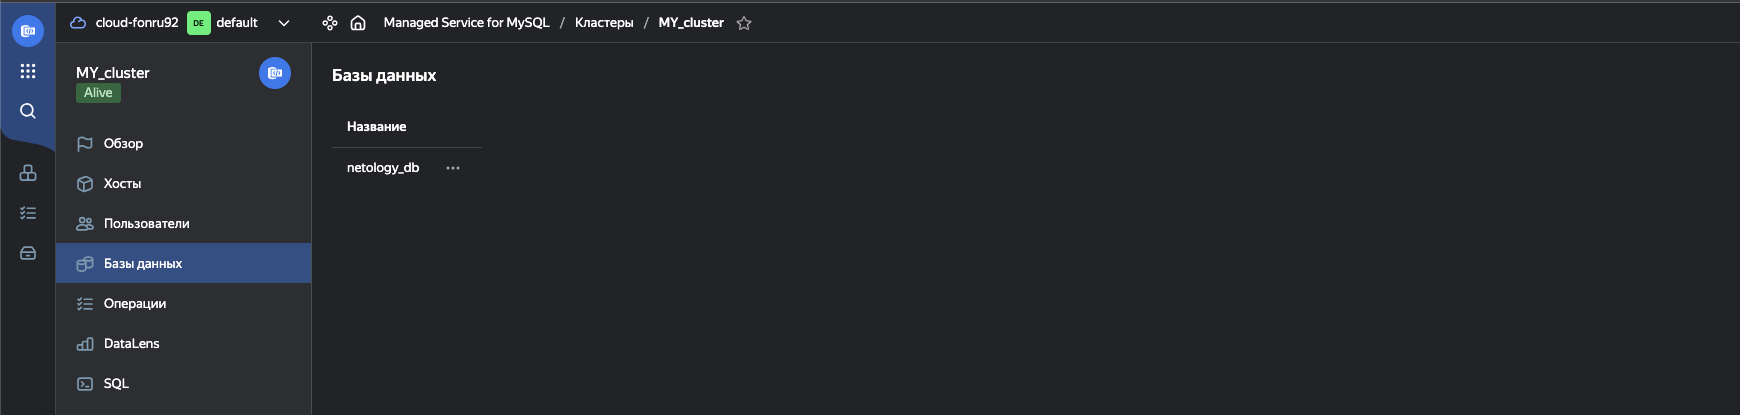 cloud-fonru92 DE default Managed Service for MySQL / Кластеры / MY_cluster
MY_cluster
Alive
Обзор
Хосты
Пользователи
Базы данных
Операции
DataLens
SQL
Базы данных
Название
netology_db ···